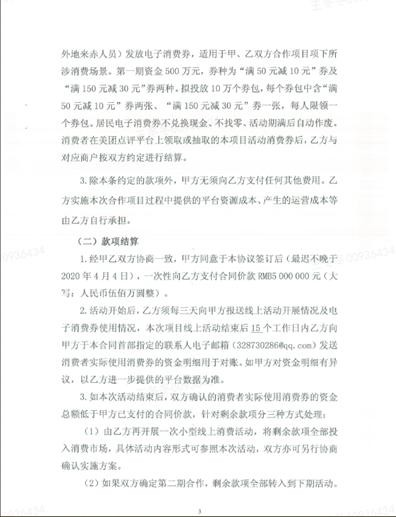 外地来赤人员）发放电子消费券，适用于甲、乙双方合作项目项下所
涉消费场景。第一期资金 500 万元，券种为“满 50 元减 10 元”券及
“满 150 元减 30 元”券两种。拟投放 10 万个券包，每个券包中含“满
50 元减 10 元”券两张、“满 150 元减 30 元”券一张，每人限领一
个券包。居民电子消费券不兑换现金、不找零、活动期满后自动作废。
消费者在美团点评平台上领取或抽取的本项目活动消费券后，乙方与
对应商户按双方约定进行结算。
3.除本条约定的款项外，甲方无须向乙方支付任何其他费用。乙
方实施本次合作项目过程中提供的平台资源成本、产生的运营成本等
由乙方自行承担。
（二）款项结算
1.经甲乙双方协商一致，甲方同意于本协议签订后（最迟不晚于
2020 年 4 月 4 日），一次性向乙方支付合同价款 RMB5 000 000 元（大
写：人民币伍佰万圆整）。
2.活动开始后，乙方须每三天向甲方报送线上活动开展情况及电
子消费券使用情况，本次项目线上活动结束后 15 个工作日内乙方向
甲方于本合同首部指定的联系人电子邮箱（328730286@qq.com）发送
消费者实际使用消费券的资金明细用于对账。如甲方对资金明细有异
议，以乙方进一步提供的平台数据为准。
3.如本次活动结束后，双方确认的消费者实际使用消费券的资金
总额低于甲方已支付的合同价款，针对剩余款项分三种方式处理：
（1）由乙方再开展一次小型线上消费活动，将剩余款项全部投
入消费市场，具体活动内容形式可参照本次活动，双方亦可另行协商
确认实施方案。
（2）如果双方确定第二期合作，剩余款项全部转入到下期活动。
3
00936434